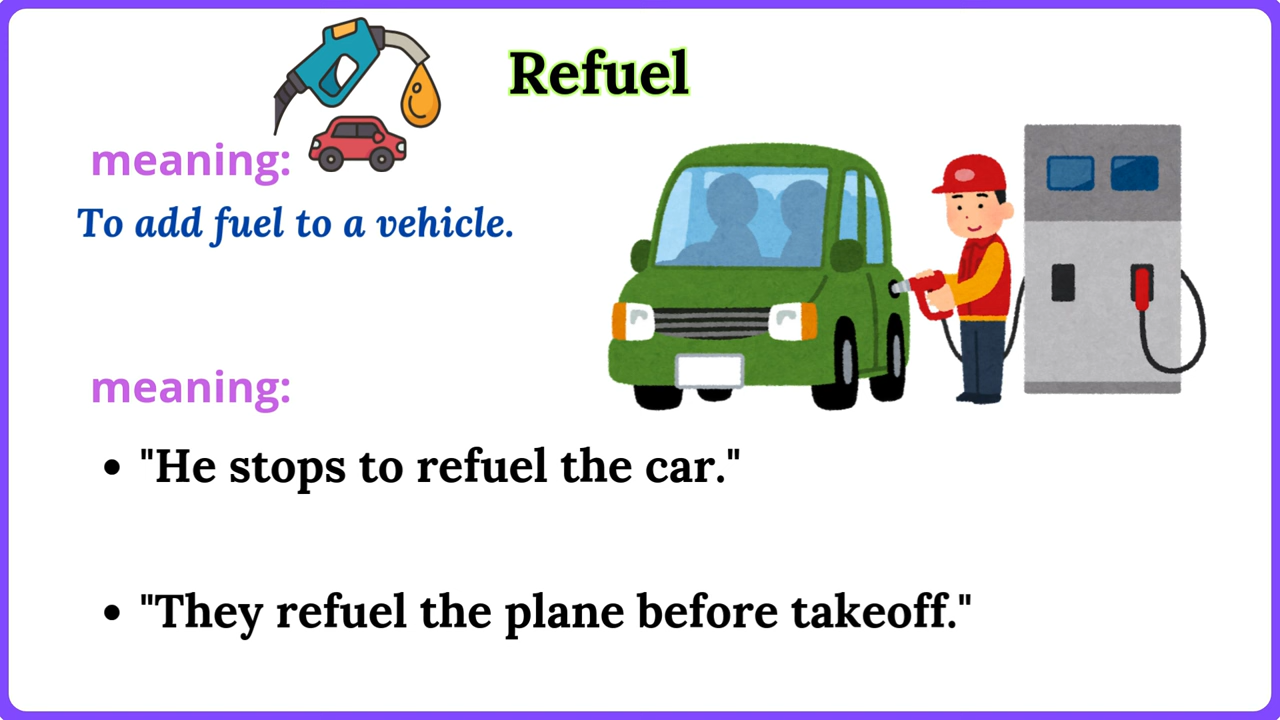 Refuel
meaning:
To add fuel to a vehicle.
meaning:
• "He stops to refuel the car."
• "They refuel the plane before takeoff."